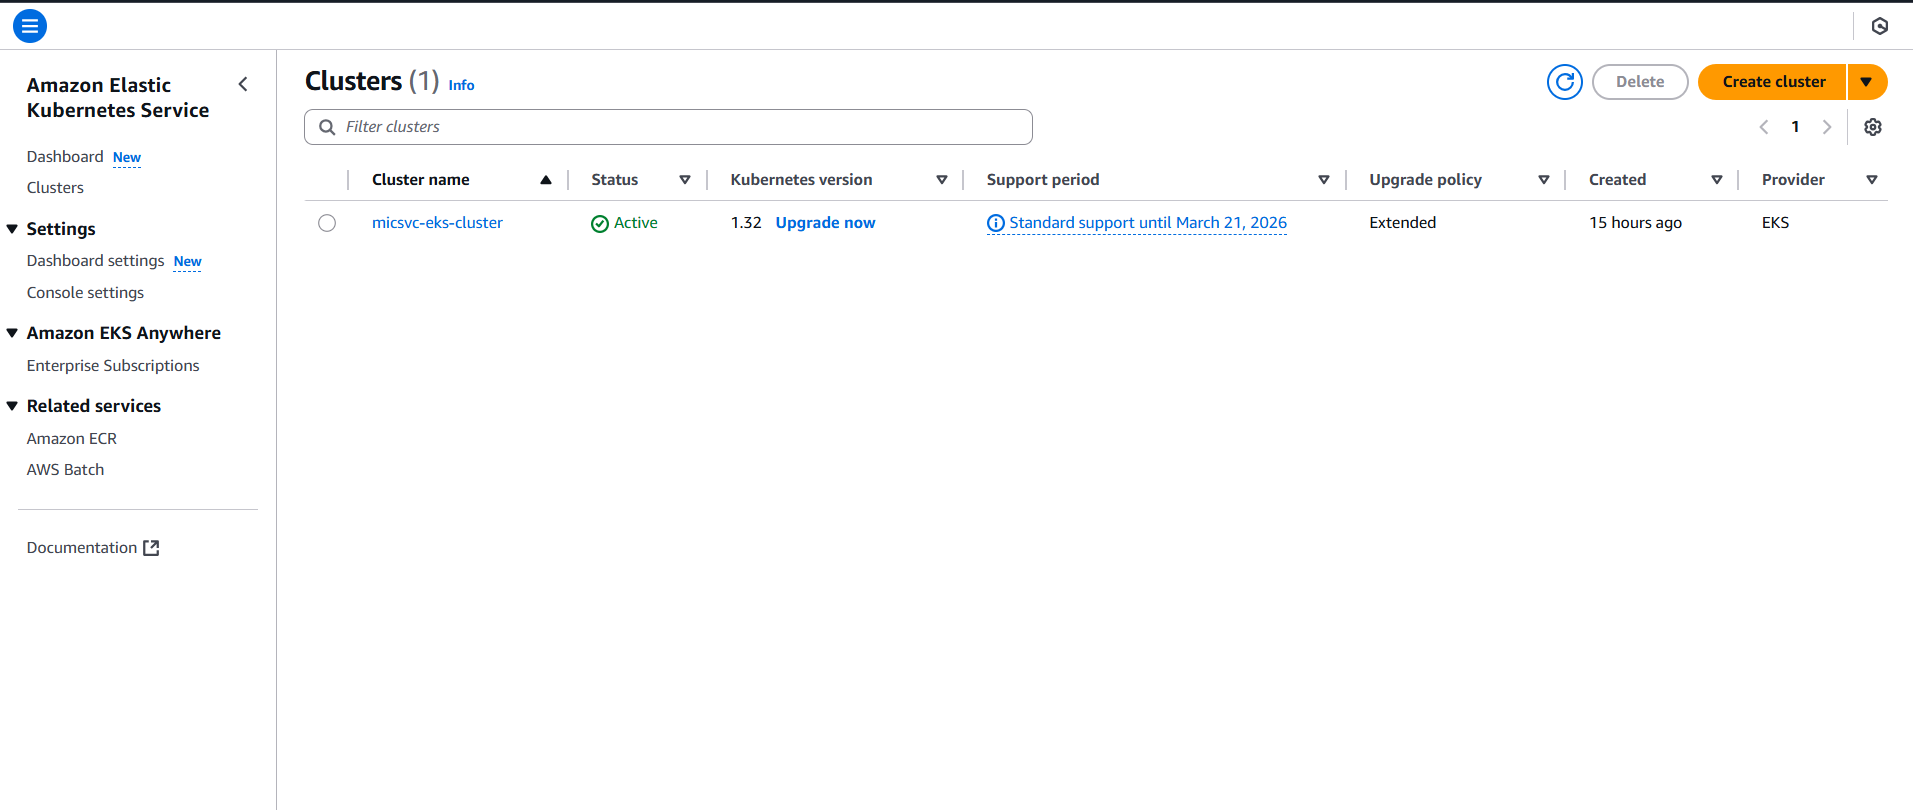 Amazon Elastic
Kubernetes Service
Dashboard New
Clusters
Settings
Dashboard settings New
Console settings
Amazon EKS Anywhere
Enterprise Subscriptions
Related services
Amazon ECR
AWS Batch
Documentation
Clusters (1) Info
Delete
Create cluster
Filter clusters
1
Cluster name Status Kubernetes version Support period Upgrade policy Created Provider
micsvc-eks-cluster Active 1.32 Upgrade now Standard support until March 21, 2026 Extended 15 hours ago EKS